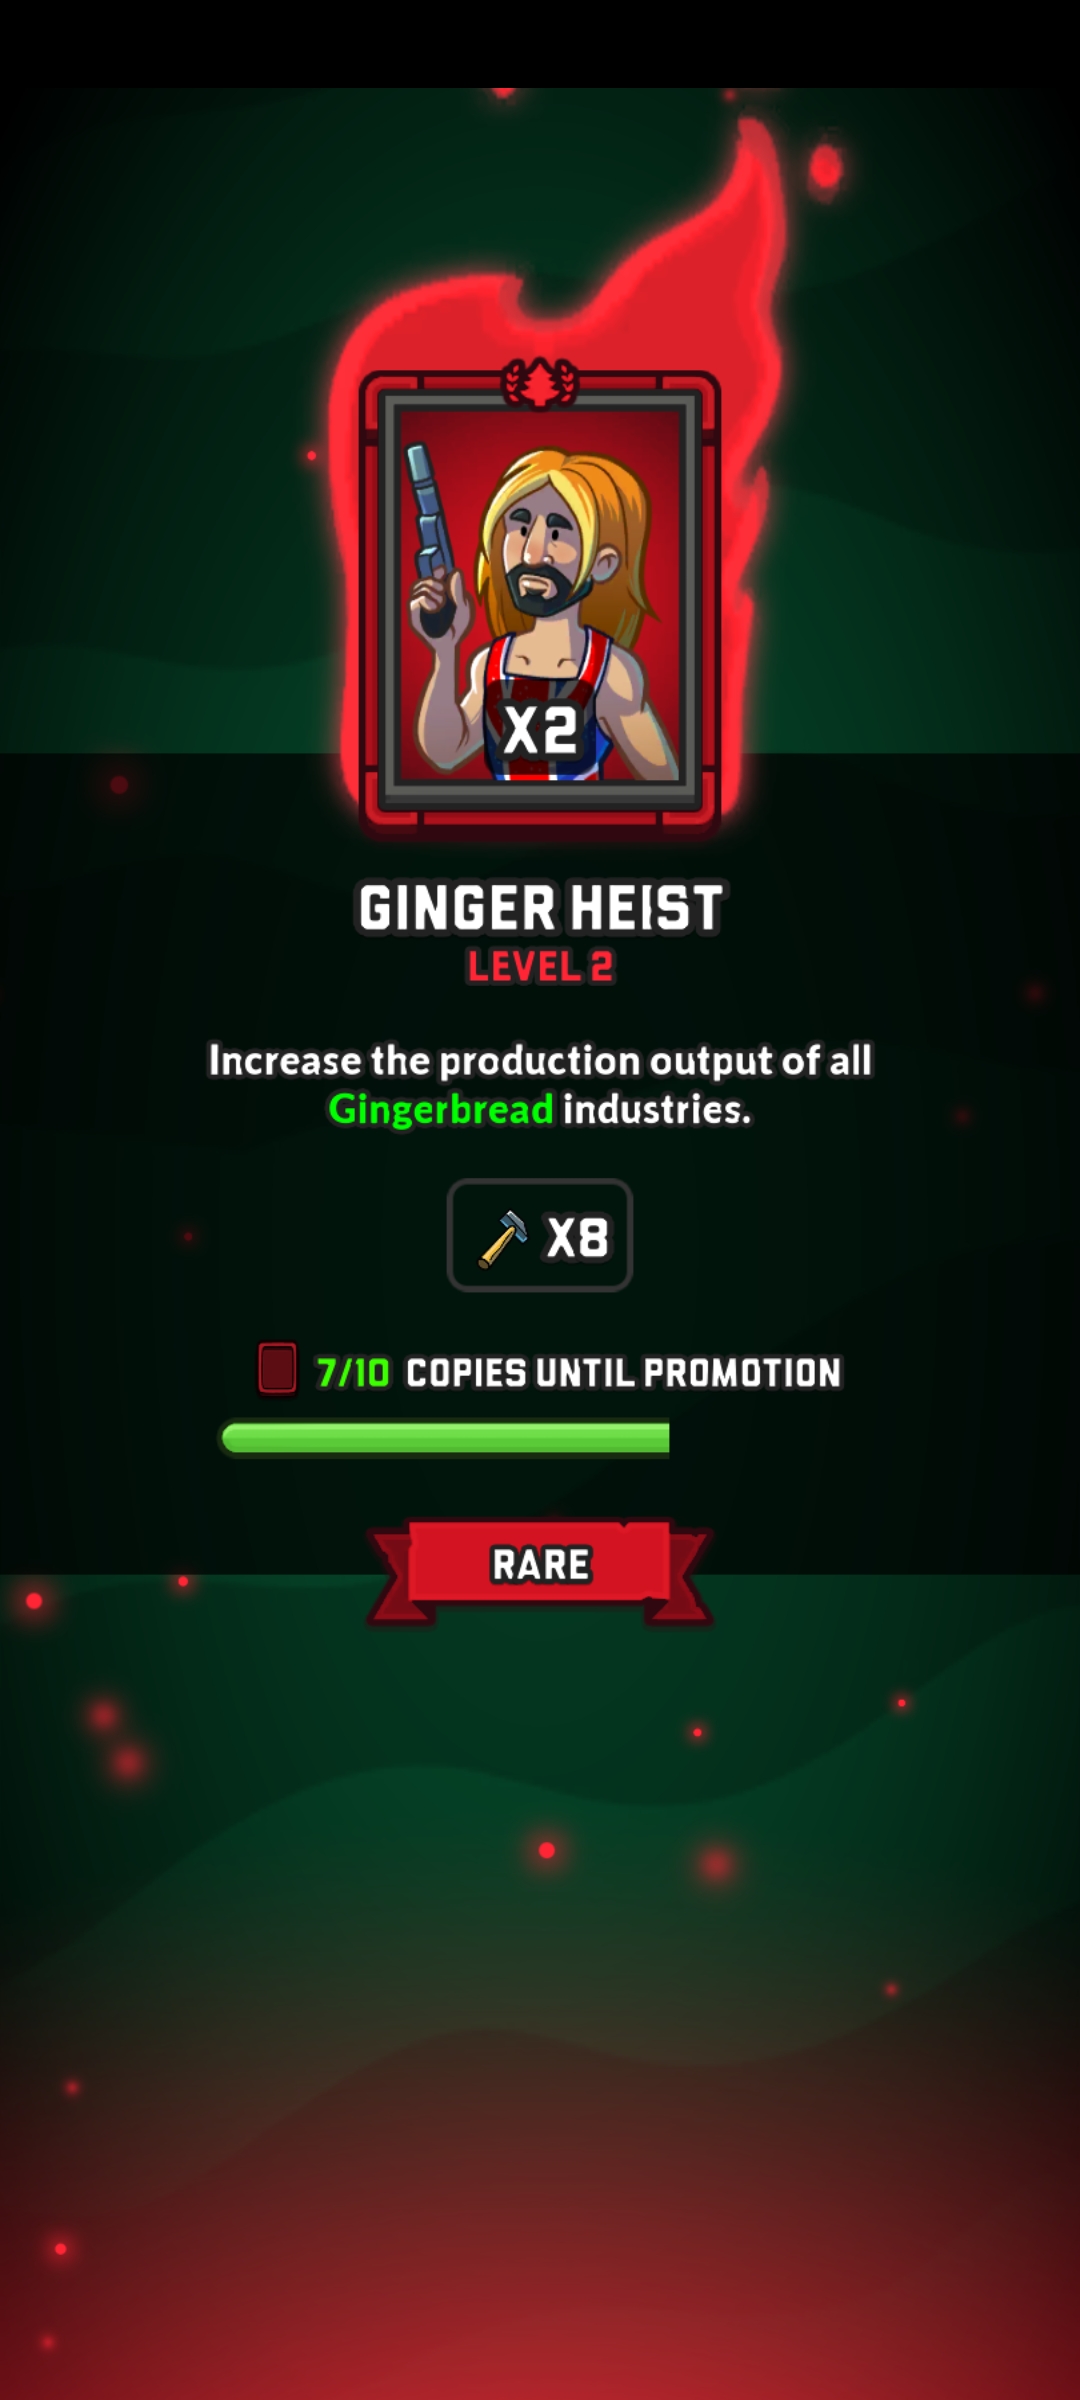 X2
GINGER HEIST
LEVEL 2
Increase the production output of all
Gingerbread industries.
X8
7/10 COPIES UNTIL PROMOTION
RARE